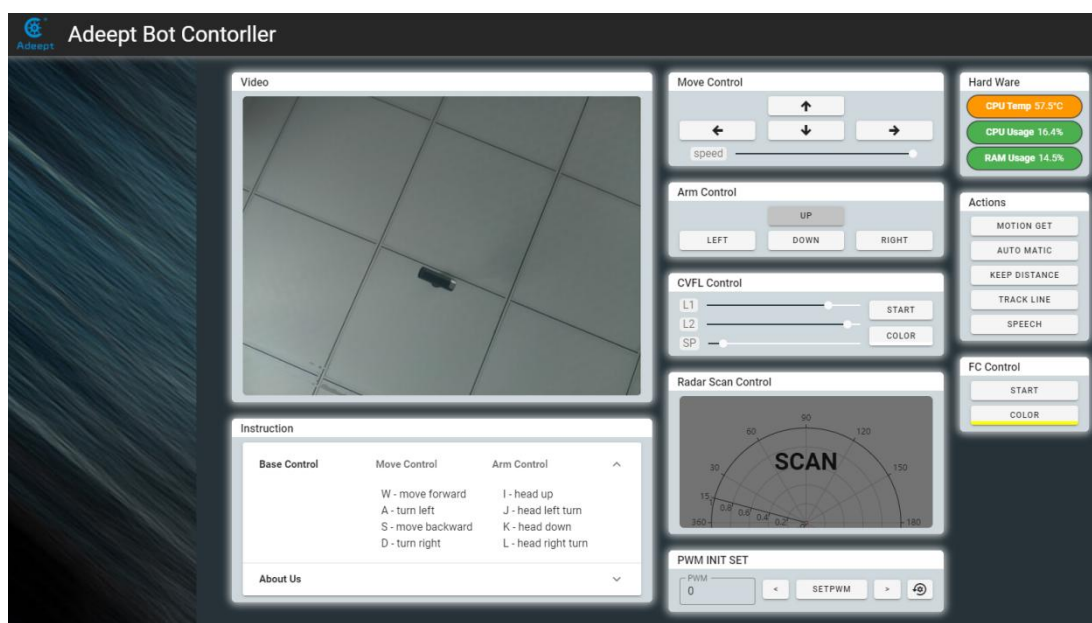 Adeept
Adeept Bot Contorller
Video
Instruction
Base Control
Move Control
Arm Control
W - move forward
I - head up
A - turn left
J - head left turn
S - move backward
K - head down
D - turn right
L - head right turn
About Us
Move Control
speed
Arm Control
UP
LEFT
DOWN
RIGHT
CVFL Control
L1
START
L2
SP
COLOR
Radar Scan Control
90
60
120
SCAN
30
150
15
0.8
0.6
0.4
0.2
360
180
PWM INIT SET
PWM
0
<
SETPWM
>
Hard Ware
CPU Temp 57.5°C
CPU Usage 16.4%
RAM Usage 14.5%
Actions
MOTION GET
AUTO MATIC
KEEP DISTANCE
TRACK LINE
SPEECH
FC Control
START
COLOR